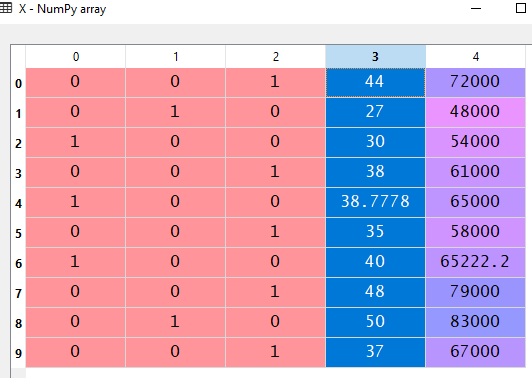 X - NumPy array
0 1 2 3 4
0 0 0 1 44 72000
1 0 1 0 27 48000
2 1 0 0 30 54000
3 0 0 1 38 61000
4 1 0 0 38.7778 65000
5 0 0 1 35 58000
6 1 0 0 40 65222.2
7 0 0 1 48 79000
8 0 1 0 50 83000
9 0 0 1 37 67000